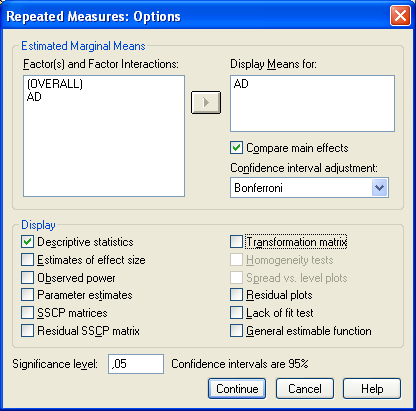 Repeated Measures: Options
Estimated Marginal Means
Factor(s) and Factor Interactions:
(OVERALL)
AD
Display Means for:
AD
Compare main effects
Confidence interval adjustment:
Bonferroni
Display
Descriptive statistics
Estimates of effect size
Observed power
Parameter estimates
SSCP matrices
Residual SSCP matrix
Transformation matrix
Homogeneity tests
Spread vs. level plots
Residual plots
Lack of fit test
General estimable function
Significance level: ,05 Confidence intervals are 95%
Continue Cancel Help